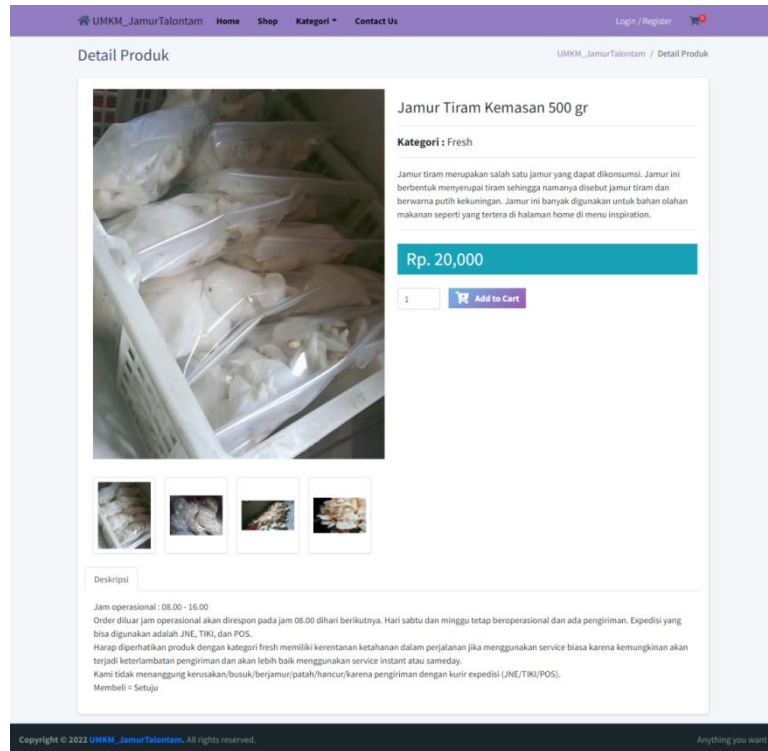 UMKM_JamurTalontam Home Shop Kategori Contact Us Login / Register
Detail Produk
UMKM_JamurTalontam / Detail Produk
Jamur Tiram Kemasan 500 gr
Kategori : Fresh
Jamur tiram merupakan salah satu jamur yang dapat dikonsumsi. Jamur ini
berbentuk menyerupai tiram sehingga namanya disebut jamur tiram dan
berwarna putih kekuningan. Jamur ini banyak digunakan untuk bahan olahan
makanan seperti yang tertera di halaman home di menu inspiration.
Rp. 20,000
1 Add to Cart
Deskripsi
Jam operasional : 08.00 - 16.00
Order diluar jam operasional akan direspon pada jam 08.00 dihari berikutnya. Hari sabtu dan minggu tetap beroperasional dan ada pengiriman. Expedisi yang
bisa digunakan adalah JNE, TIKI, dan POS.
Harap diperhatikan produk dengan kategori fresh memiliki kerentanan ketahanan dalam perjalanan jika menggunakan service biasa karena kemungkinan akan
terjadi keterlambatan pengiriman dan akan lebih baik menggunakan service instant atau sameday.
Kami tidak menanggung kerusakan/busuk/berjamur/patah/hancur/karena pengiriman dengan kurir expedisi (JNE/TIKI/POS).
Membeli = Setuju
Copyright © 2022 UMKM_JamurTalontam. All rights reserved.
Anything you want